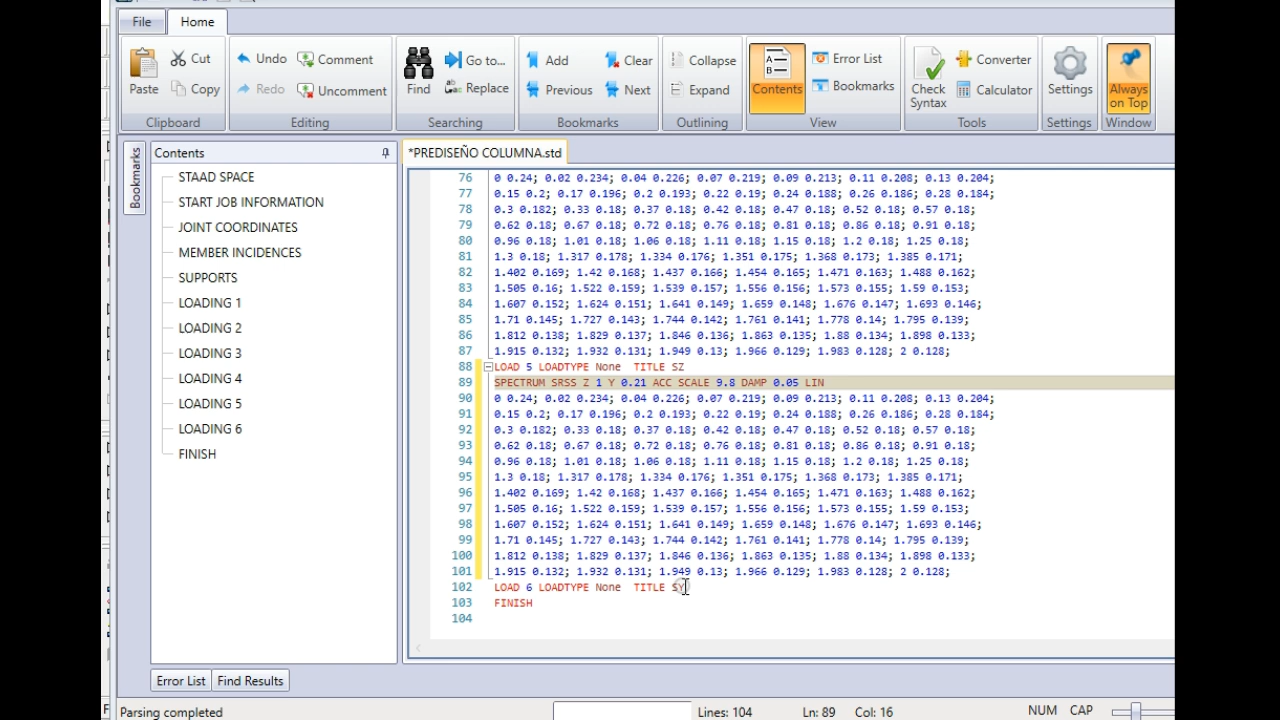 File Home
Paste Cut Copy Undo Redo Comment Uncomment Find Go to... Replace Add Previous Clear Next Collapse Expand Contents Error List Bookmarks Check Syntax Converter Calculator Settings Always on Top
Clipboard Editing Searching Bookmarks Outlining View Tools Settings Window
Bookmarks
Contents
STAAD SPACE
START JOB INFORMATION
JOINT COORDINATES
MEMBER INCIDENCES
SUPPORTS
LOADING 1
LOADING 2
LOADING 3
LOADING 4
LOADING 5
LOADING 6
FINISH
*PREDISEÑO COLUMNA.std
76 0 0.24; 0.02 0.234; 0.04 0.226; 0.07 0.219; 0.09 0.213; 0.11 0.208; 0.13 0.204;
77 0.15 0.2; 0.17 0.196; 0.2 0.193; 0.22 0.19; 0.24 0.188; 0.26 0.186; 0.28 0.184;
78 0.3 0.182; 0.33 0.18; 0.37 0.18; 0.42 0.18; 0.47 0.18; 0.52 0.18; 0.57 0.18;
79 0.62 0.18; 0.67 0.18; 0.72 0.18; 0.76 0.18; 0.81 0.18; 0.86 0.18; 0.91 0.18;
80 0.96 0.18; 1.01 0.18; 1.06 0.18; 1.11 0.18; 1.15 0.18; 1.2 0.18; 1.25 0.18;
81 1.3 0.18; 1.317 0.178; 1.334 0.176; 1.351 0.175; 1.368 0.173; 1.385 0.171;
82 1.402 0.169; 1.42 0.168; 1.437 0.166; 1.454 0.165; 1.471 0.163; 1.488 0.162;
83 1.505 0.16; 1.522 0.159; 1.539 0.157; 1.556 0.156; 1.573 0.155; 1.59 0.153;
84 1.607 0.152; 1.624 0.151; 1.641 0.149; 1.659 0.148; 1.676 0.147; 1.693 0.146;
85 1.71 0.145; 1.727 0.143; 1.744 0.142; 1.761 0.141; 1.778 0.14; 1.795 0.139;
86 1.812 0.138; 1.829 0.137; 1.846 0.136; 1.863 0.135; 1.88 0.134; 1.898 0.133;
87 1.915 0.132; 1.932 0.131; 1.949 0.13; 1.966 0.129; 1.983 0.128; 2 0.128;
88 LOAD 5 LOADTYPE None TITLE SZ
89 SPECTRUM SRSS Z 1 Y 0.21 ACC SCALE 9.8 DAMP 0.05 LIN
90 0 0.24; 0.02 0.234; 0.04 0.226; 0.07 0.219; 0.09 0.213; 0.11 0.208; 0.13 0.204;
91 0.15 0.2; 0.17 0.196; 0.2 0.193; 0.22 0.19; 0.24 0.188; 0.26 0.186; 0.28 0.184;
92 0.3 0.182; 0.33 0.18; 0.37 0.18; 0.42 0.18; 0.47 0.18; 0.52 0.18; 0.57 0.18;
93 0.62 0.18; 0.67 0.18; 0.72 0.18; 0.76 0.18; 0.81 0.18; 0.86 0.18; 0.91 0.18;
94 0.96 0.18; 1.01 0.18; 1.06 0.18; 1.11 0.18; 1.15 0.18; 1.2 0.18; 1.25 0.18;
95 1.3 0.18; 1.317 0.178; 1.334 0.176; 1.351 0.175; 1.368 0.173; 1.385 0.171;
96 1.402 0.169; 1.42 0.168; 1.437 0.166; 1.454 0.165; 1.471 0.163; 1.488 0.162;
97 1.505 0.16; 1.522 0.159; 1.539 0.157; 1.556 0.156; 1.573 0.155; 1.59 0.153;
98 1.607 0.152; 1.624 0.151; 1.641 0.149; 1.659 0.148; 1.676 0.147; 1.693 0.146;
99 1.71 0.145; 1.727 0.143; 1.744 0.142; 1.761 0.141; 1.778 0.14; 1.795 0.139;
100 1.812 0.138; 1.829 0.137; 1.846 0.136; 1.863 0.135; 1.88 0.134; 1.898 0.133;
101 1.915 0.132; 1.932 0.131; 1.949 0.13; 1.966 0.129; 1.983 0.128; 2 0.128;
102 LOAD 6 LOADTYPE None TITLE SY
103 FINISH
104
Error List Find Results
Parsing completed Lines: 104 Ln: 89 Col: 16 NUM CAP